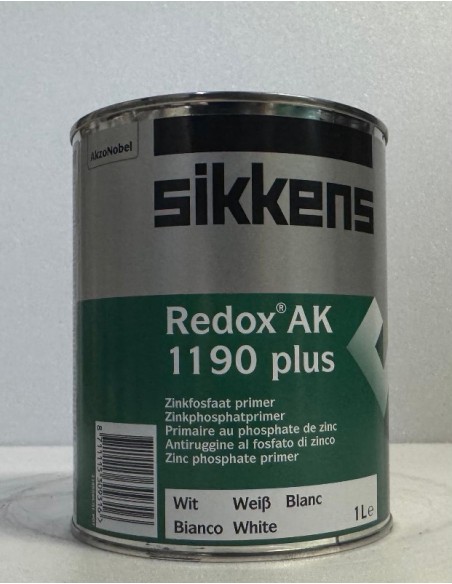 AkzoNobel
sikkens
Redox® AK
1190 plus
Zinkfosfaat primer
Zinkphosphatprimer
Primaire au phosphate de zinc
Antiruggine al fosfato di zinco
Zinc phosphate primer
Wit Weiß Blanc
Bianco White
1L e